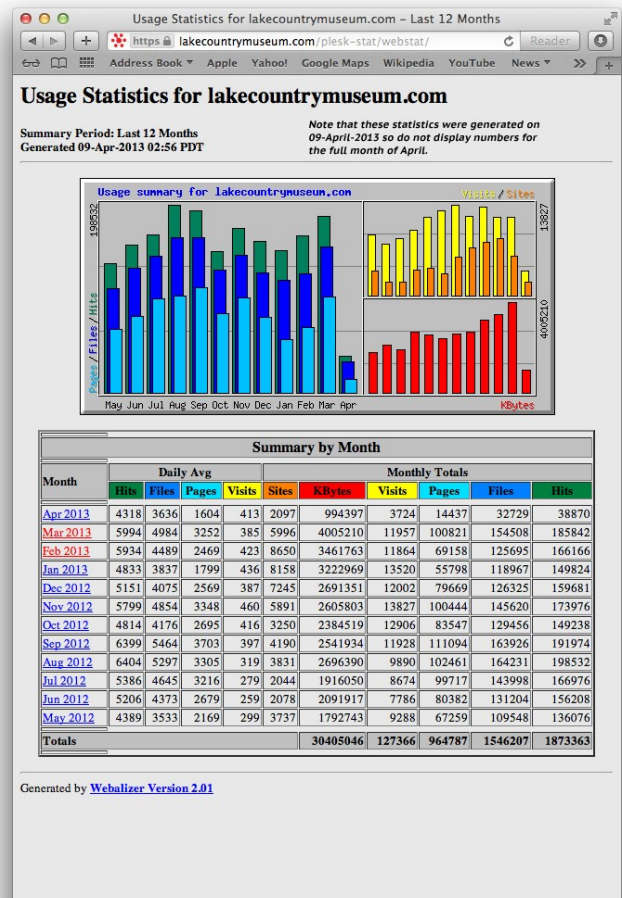 Usage Statistics for lakecountrymuseum.com – Last 12 Months
https lakecountrymuseum.com/plesk-stat/webstat/ Reader
Address Book Apple Yahoo! Google Maps Wikipedia YouTube News
Usage Statistics for lakecountrymuseum.com
Summary Period: Last 12 Months
Generated 09-Apr-2013 02:56 PDT
Note that these statistics were generated on
09-April-2013 so do not display numbers for
the full month of April.
Usage summary for lakecountrymuseum.com
Visits/Sites
198532
13827
Pages/Files/Hits
4005210
May Jun Jul Aug Sep Oct Nov Dec Jan Feb Mar Apr
KBytes
Summary by Month
Month Daily Avg Monthly Totals
Hits Files Pages Visits Sites KBytes Visits Pages Files Hits
Apr 2013 4318 3636 1604 413 2097 994397 3724 14437 32729 38870
Mar 2013 5994 4984 3252 385 5996 4005210 11957 100821 154508 185842
Feb 2013 5934 4489 2469 423 8650 3461763 11864 69158 125695 166166
Jan 2013 4833 3837 1799 436 8158 3222969 13520 55798 118967 149824
Dec 2012 5151 4075 2569 387 7245 2691351 12002 79669 126325 159681
Nov 2012 5799 4854 3348 460 5891 2605803 13827 100444 145620 173976
Oct 2012 4814 4176 2695 416 3250 2384519 12906 83547 129456 149238
Sep 2012 6399 5464 3703 397 4190 2541934 11928 111094 163926 191974
Aug 2012 6404 5297 3305 319 3831 2696390 9890 102461 164231 198532
Jul 2012 5386 4645 3216 279 2044 1916050 8674 99717 143998 166976
Jun 2012 5206 4373 2679 259 2078 2091917 7786 80382 131204 156208
May 2012 4389 3533 2169 299 3737 1792743 9288 67259 109548 136076
Totals 30405046 127366 964787 1546207 1873363
Generated by Webalizer Version 2.01